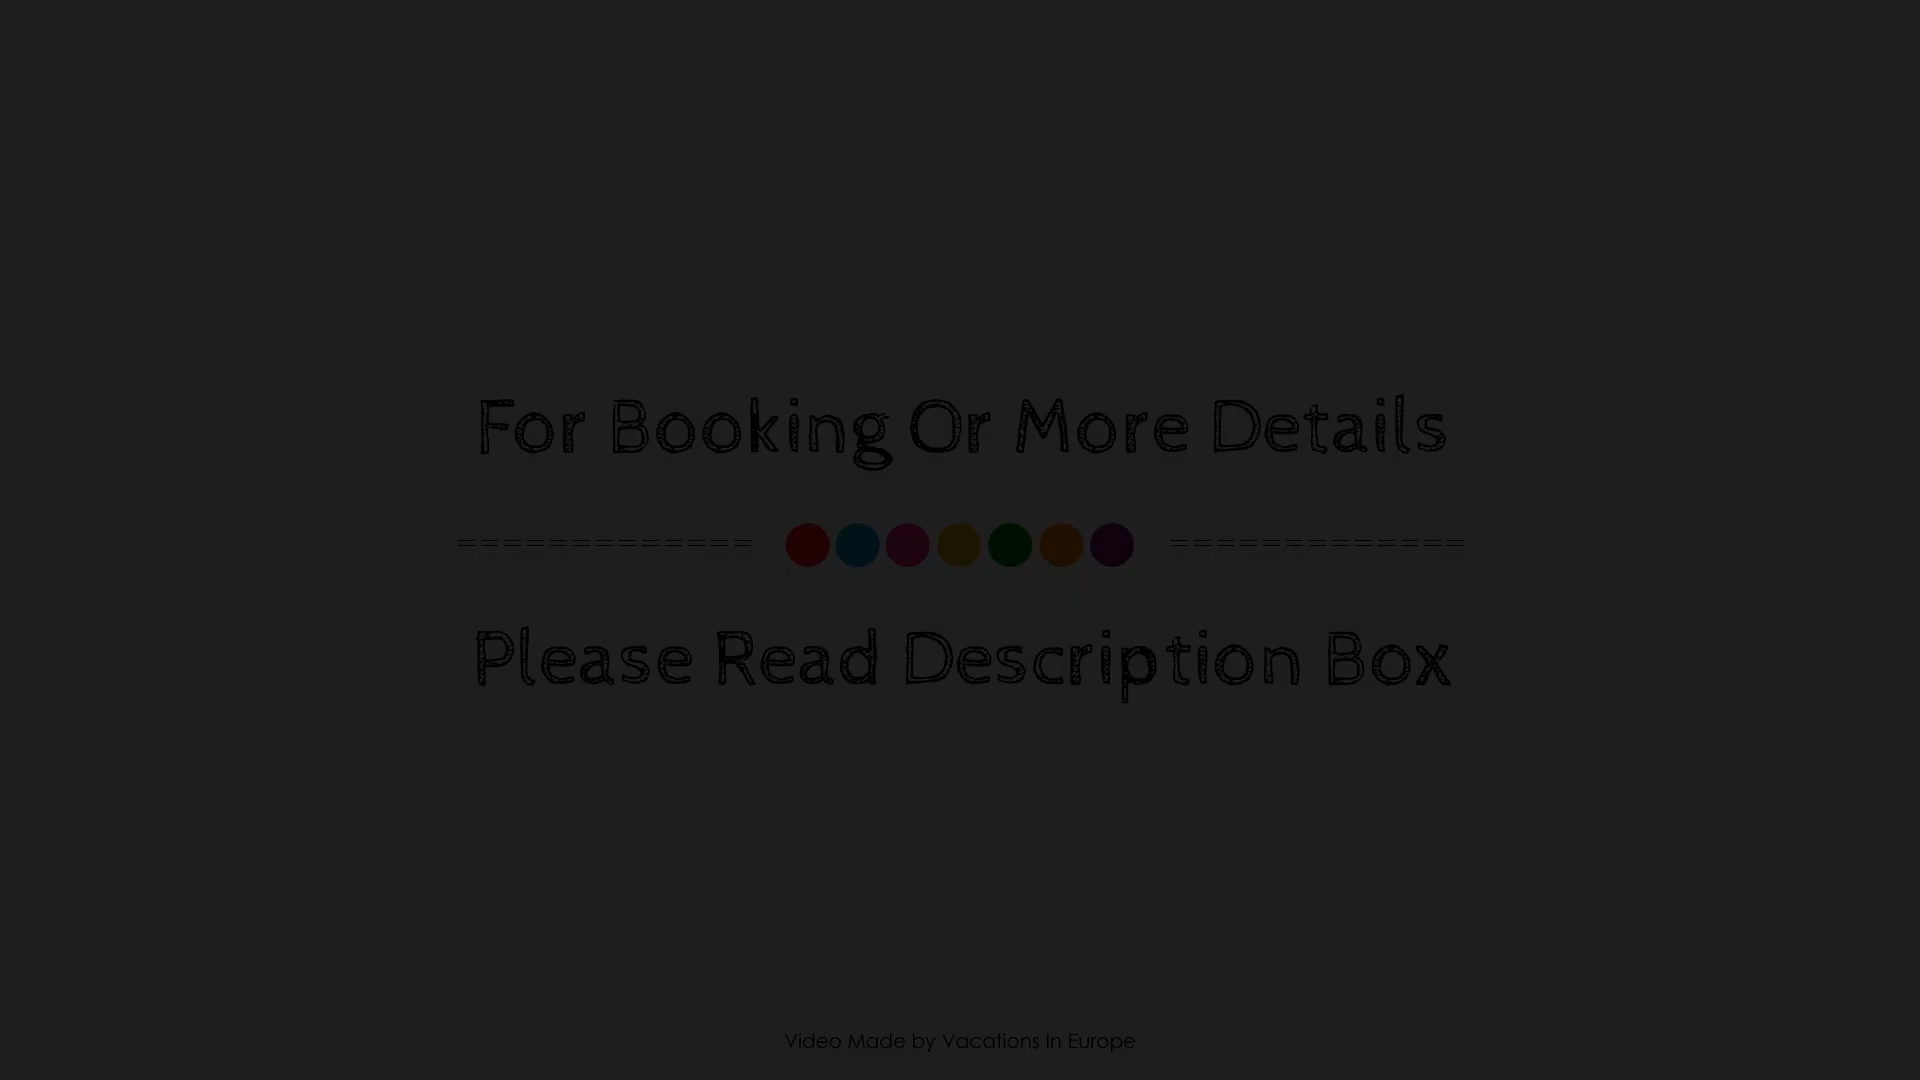 For Booking Or More Details
============= =============
Please Read Description Box
Video Made by Vacations In Europe